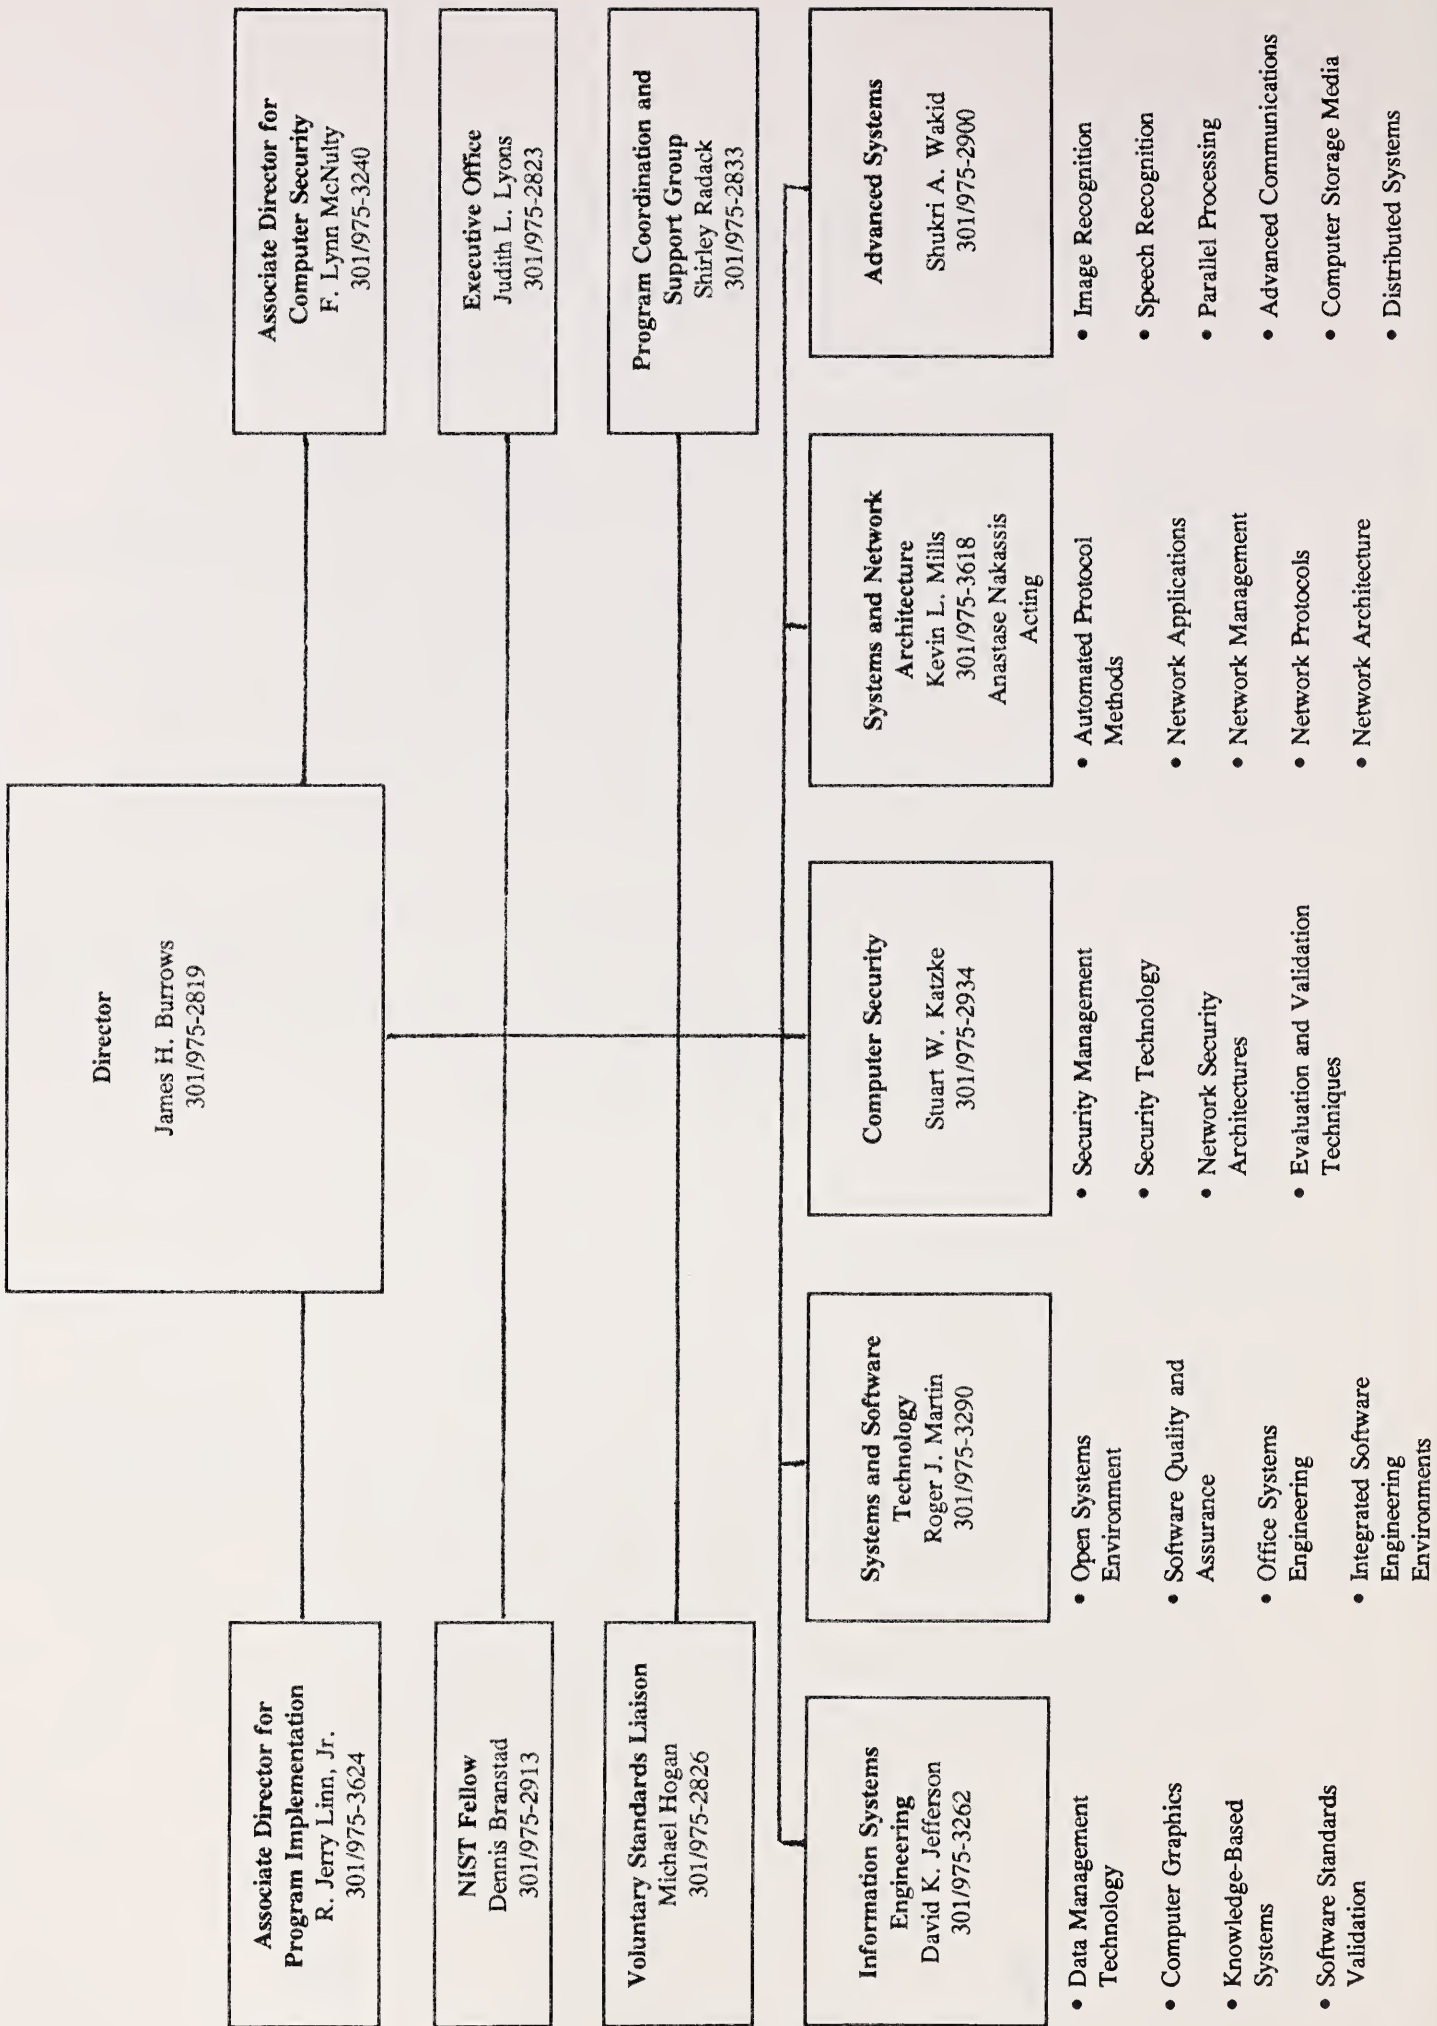 Director
James H. Burrows
301/975-2819
Associate Director for
Program Implementation
R. Jerry Linn, Jr.
301/975-3624
Associate Director for
Computer Security
F. Lynn McNulty
301/975-3240
NIST Fellow
Dennis Branstad
301/975-2913
Executive Office
Judith L. Lyons
301/975-2823
Voluntary Standards Liaison
Michael Hogan
301/975-2826
Program Coordination and
Support Group
Shirley Radack
301/975-2833
Information Systems
Engineering
David K. Jefferson
301/975-3262
• Data Management
Technology
• Computer Graphics
• Knowledge-Based
Systems
• Software Standards
Validation
Systems and Software
Technology
Roger J. Martin
301/975-3290
• Open Systems
Environment
• Software Quality and
Assurance
• Office Systems
Engineering
• Integrated Software
Engineering
Environments
Computer Security
Stuart W. Katzke
301/975-2934
• Security Management
• Security Technology
• Network Security
Architectures
• Evaluation and Validation
Techniques
Systems and Network
Architecture
Kevin L. Mills
301/975-3618
Anastase Nakassis
Acting
• Automated Protocol
Methods
• Network Applications
• Network Management
• Network Protocols
• Network Architecture
Advanced Systems
Shukri A. Wakid
301/975-2900
• Image Recognition
• Speech Recognition
• Parallel Processing
• Advanced Communications
• Computer Storage Media
• Distributed Systems